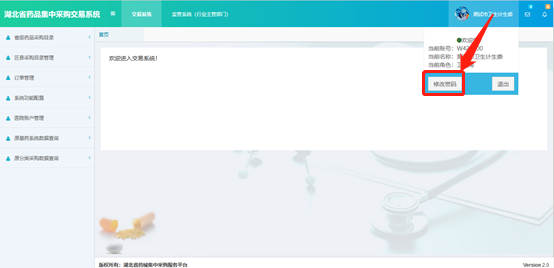 湖北省药品集中采购交易系统
交易系统
监管系统（行业主管部门）
测试市卫生计生委
省级药品采购目录
区县采购目录管理
订单管理
系统功能配置
医院账户管理
原基药系统数据查询
原分类采购数据查询
首页
欢迎进入交易系统！
欢迎
当前账号：
当前名称：
卫生计生委
当前角色：
修改密码
退出
版权所有：湖北省药械集中采购服务平台
Version 2.0